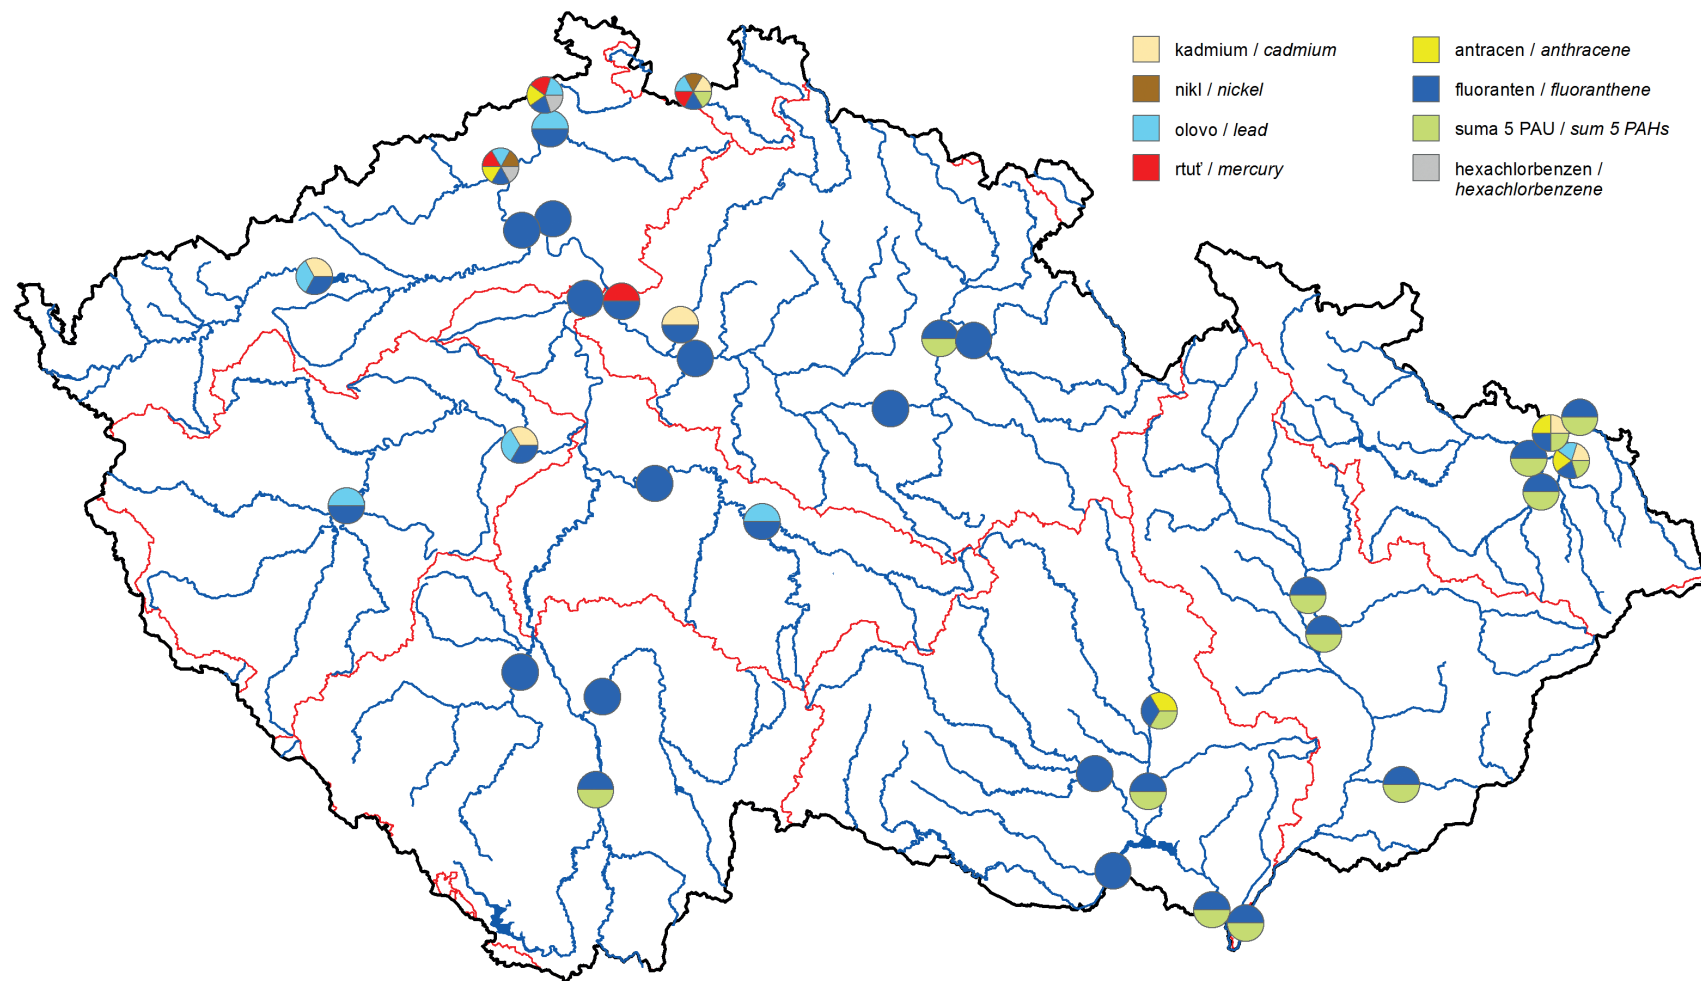 kadmium / cadmium
nikl / nickel
olovo / lead
rtuť / mercury
antracen / anthracene
fluoranten / fluoranthene
suma 5 PAU / sum 5 PAHs
hexachlorbenzen /
hexachlorbenzene